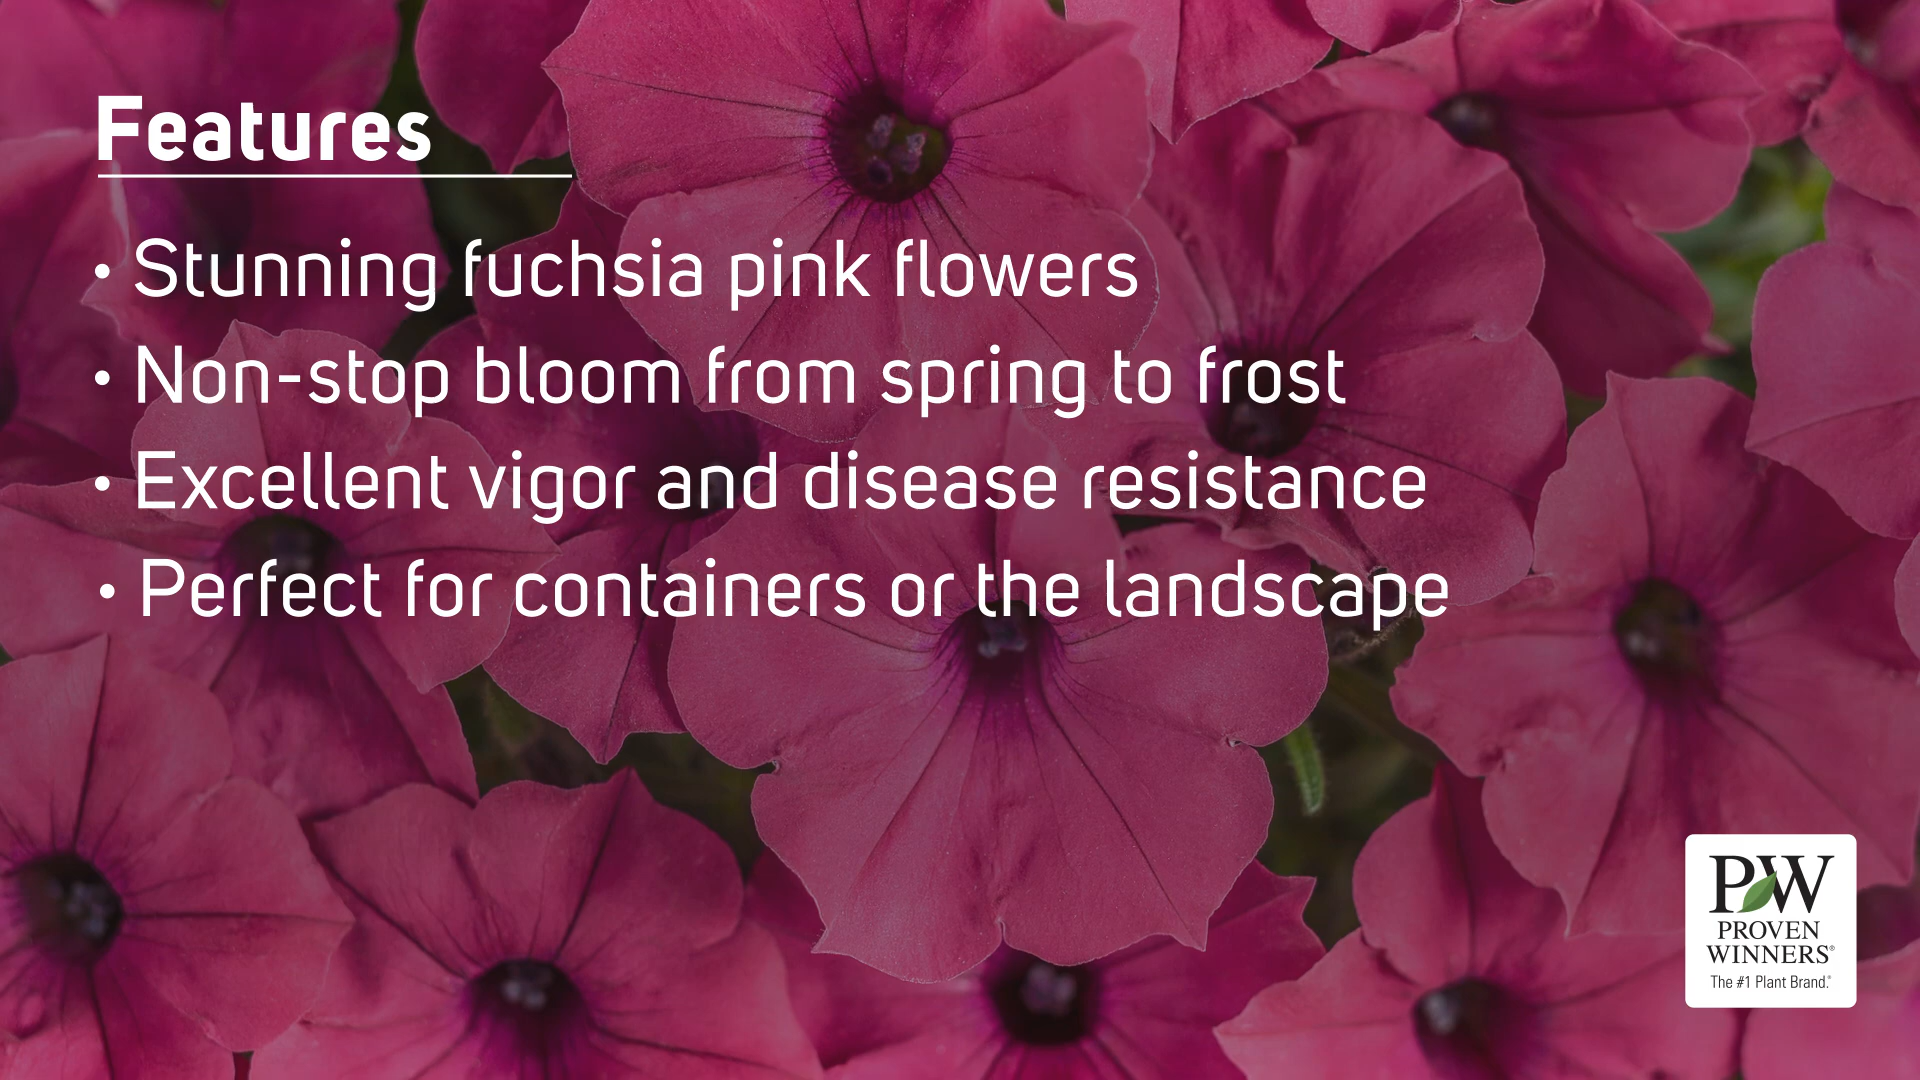 Features
• Stunning fuchsia pink flowers
• Non-stop bloom from spring to frost
• Excellent vigor and disease resistance
• Perfect for containers or the landscape
PW
PROVEN
WINNERS®
The #1 Plant Brand.®